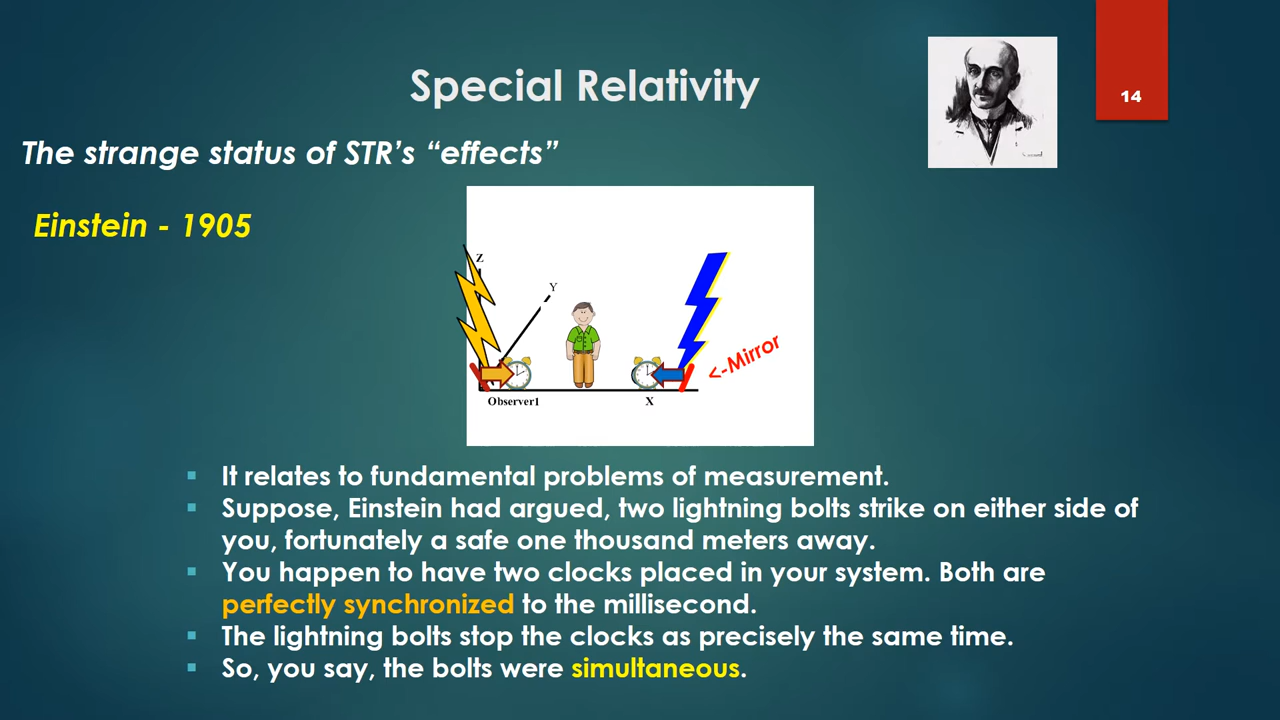 Special Relativity
14
The strange status of STR's “effects”
Einstein - 1905
Z
Y
<-Mirror
Observer1
X
It relates to fundamental problems of measurement.
Suppose, Einstein had argued, two lightning bolts strike on either side of
you, fortunately a safe one thousand meters away.
You happen to have two clocks placed in your system. Both are
perfectly synchronized to the millisecond.
The lightning bolts stop the clocks as precisely the same time.
So, you say, the bolts were simultaneous.